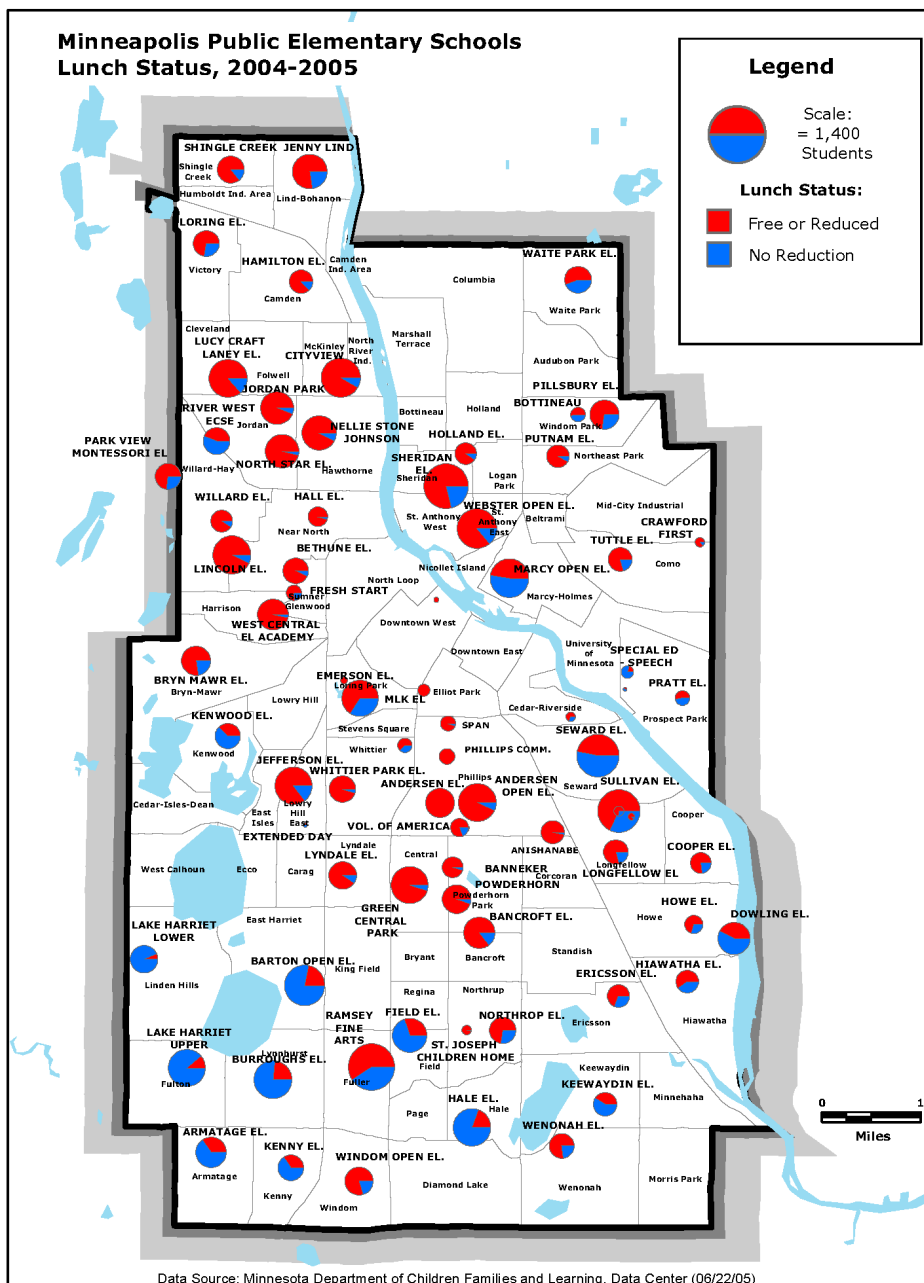 Minneapolis Public Elementary Schools
Lunch Status, 2004-2005
Legend
Scale:
= 1,400
Students
Lunch Status:
Free or Reduced
No Reduction
SHINGLE CREEK
JENNY LIND
Shingle
Creek
Humboldt Ind. Area
Lind-Bohanon
LORING EL.
Victory
HAMILTON EL.
Camden
Ind. Area
Camden
Columbia
WAITE PARK EL.
Waite Park
Cleveland
LUCY CRAFT
LANEY EL.
Folwell
McKinley
CITYVIEW
North
River
Ind.
Marshall
Terrace
Audubon Park
JORDAN PARK
PILLSBURY EL.
RIVER WEST
ECSE
Jordan
Bottineau
Holland
BOTTINEAU
Windom Park
NELLIE STONE
JOHNSON
HOLLAND EL.
PUTNAM EL.
Northeast Park
PARK VIEW
MONTESSORI EL
Willard-Hay
NORTH STAR EL.
Hawthorne
SHERIDAN
EL.
Sheridan
Logan
Park
WILLARD EL.
HALL EL.
Near North
WEBSTER OPEN EL.
St. Anthony
West
St.
Anthony
East
Beltrami
Mid-City Industrial
CRAWFORD
FIRST
BETHUNE EL.
TUTTLE EL.
Como
LINCOLN EL.
Nicollet Island
MARCY OPEN EL.
Marcy-Holmes
FRESH START
North Loop
Sumner
Glenwood
Harrison
WEST CENTRAL
EL ACADEMY
Downtown West
Downtown East
University
of
Minnesota
SPECIAL ED
- SPEECH
BRYN MAWR EL.
Bryn-Mawr
EMERSON EL.
Loring Park
MLK EL
Elliot Park
Lowry Hill
PRATT EL.
Prospect Park
Cedar-Riverside
KENWOOD EL.
Kenwood
Stevens Square
SPAN
SEWARD EL.
Whittier
PHILLIPS COMM.
JEFFERSON EL.
WHITTIER PARK EL.
Phillips
ANDERSEN EL.
ANDERSEN
OPEN EL.
Seward
SULLIVAN EL.
Cedar-Isles-Dean
East
Isles
Lowry
Hill
East
EXTENDED DAY
VOL. OF AMERICA
ANISHANABE
Cooper
Lyndale
LYNDALE EL.
Central
BANNEKER
Corcoran
Longfellow
LONGFELLOW EL
COOPER EL.
West Calhoun
Ecco
Carag
POWDERHORN
Powderhorn
Park
GREEN
CENTRAL
PARK
BANCROFT EL.
HOWE EL.
Howe
DOWLING EL.
LAKE HARRIET
LOWER
East Harriet
Linden Hills
BARTON OPEN EL.
King Field
Bryant
Bancroft
Standish
HIAWATHA EL.
ERICSSON EL.
Regina
Northrup
Ericsson
Hiawatha
RAMSEY
FINE
ARTS
FIELD EL.
NORTHROP EL.
LAKE HARRIET
UPPER
Fulton
Lynnhurst
BURROUGHS EL.
Fuller
ST. JOSEPH
CHILDREN HOME
Field
Keewaydin
KEEWAYDIN EL.
Minnehaha
Page
HALE EL.
Hale
WENONAH EL.
0
1
Miles
ARMATAGE EL.
Armatage
KENNY EL.
Kenny
WINDOM OPEN EL.
Windom
Diamond Lake
Wenonah
Morris Park
Data Source: Minnesota Department of Children Families and Learning, Data Center (06/22/05)